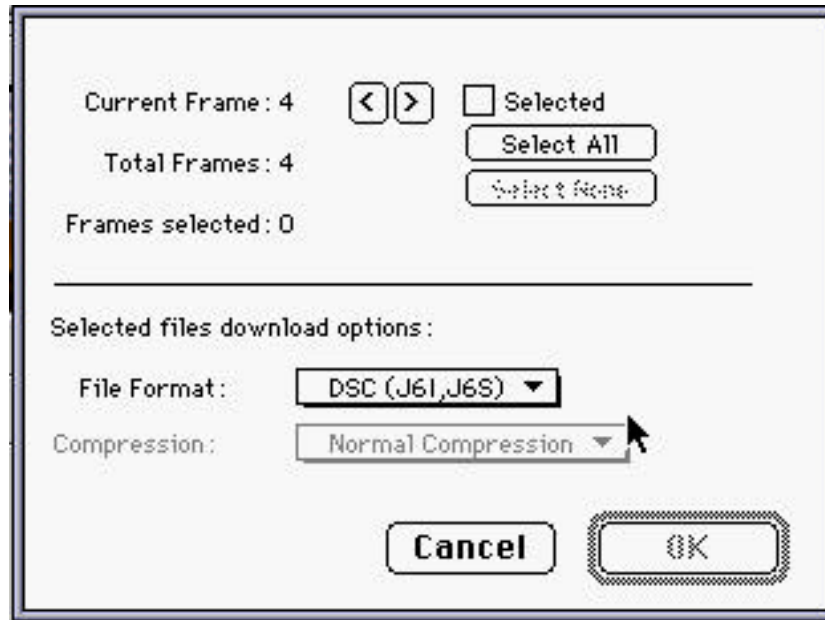 Current Frame: 4 < > Selected
Select All
Total Frames: 4
Select None
Frames selected: 0
Selected files download options:
File Format: DSC (J6I,J6S)
Compression: Normal Compression
Cancel OK